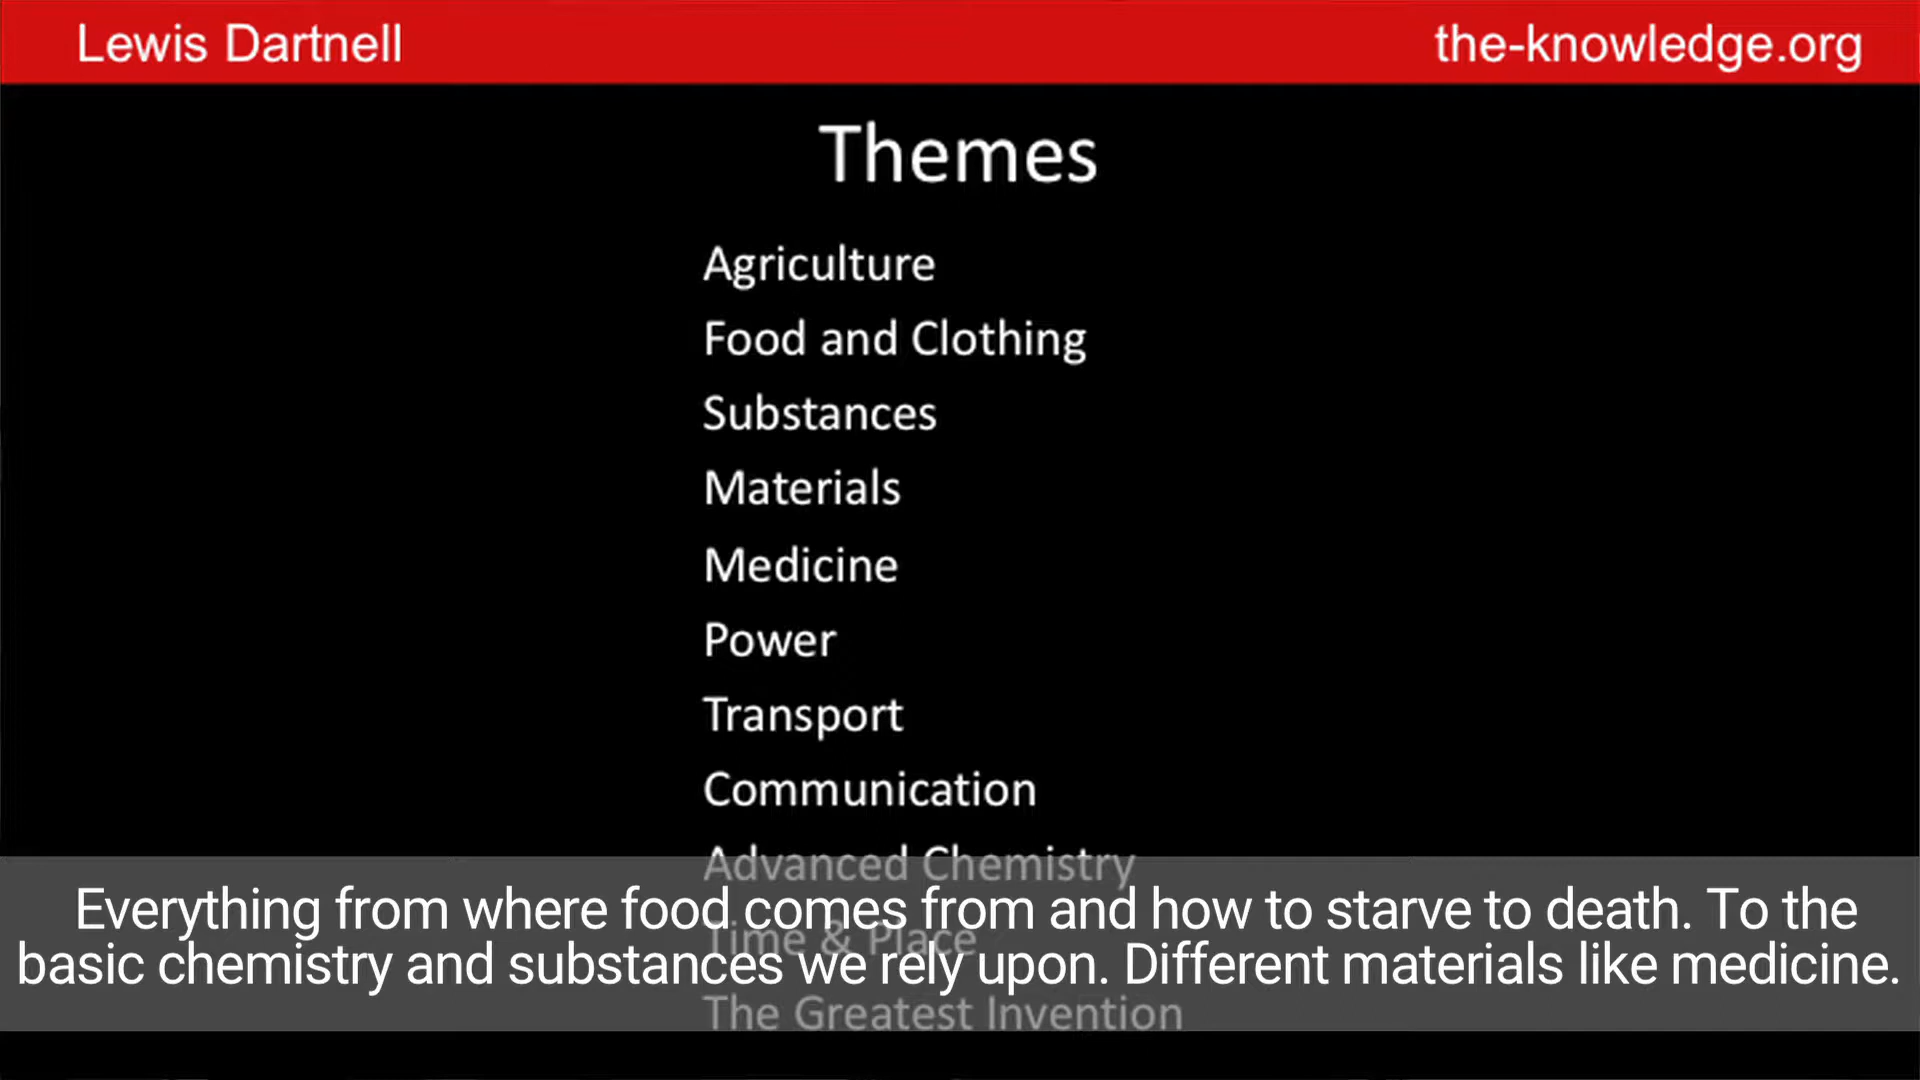 Lewis Dartnell
the-knowledge.org
Themes
Agriculture
Food and Clothing
Substances
Materials
Medicine
Power
Transport
Communication
Advanced Chemistry
Time & Place
The Greatest Invention
Everything from where food comes from and how to starve to death. To the
basic chemistry and substances we rely upon. Different materials like medicine.